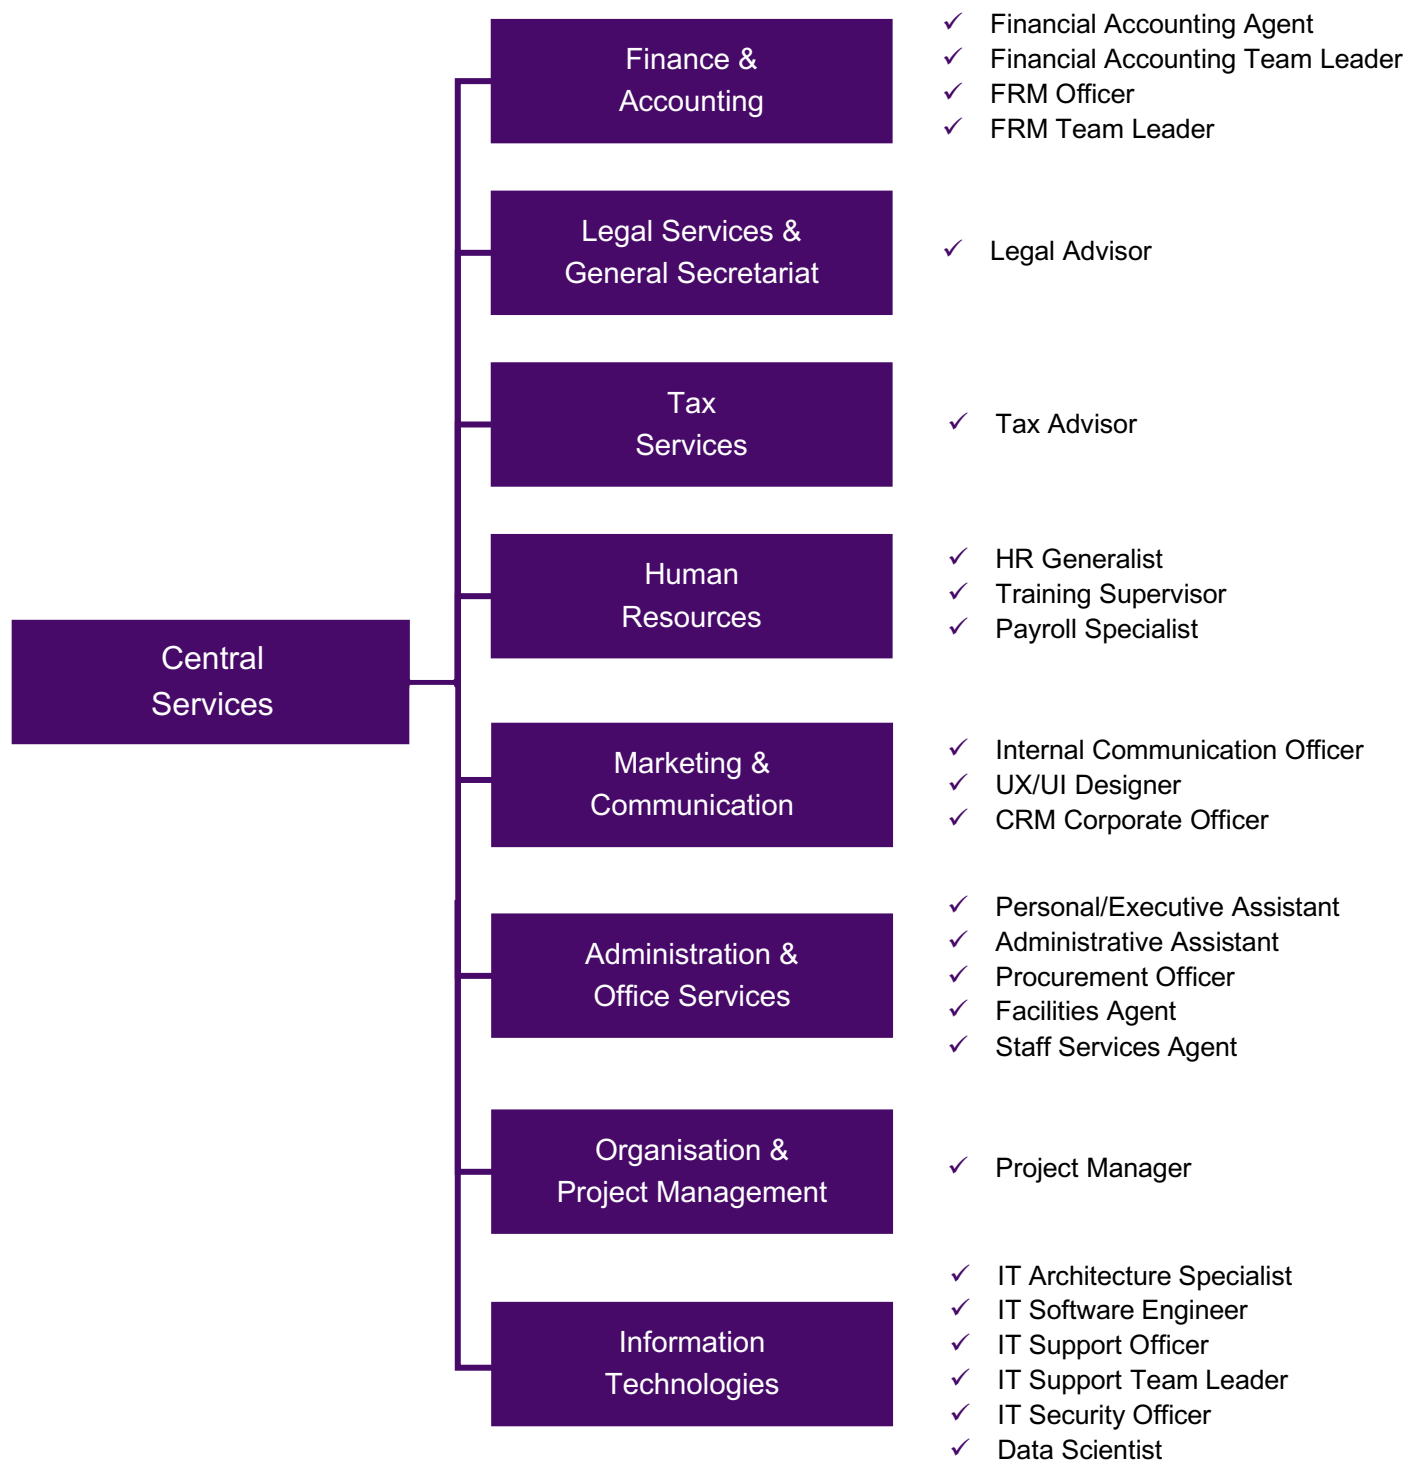 Central
Services
Finance &
Accounting
Financial Accounting Agent
Financial Accounting Team Leader
FRM Officer
FRM Team Leader
Legal Services &
General Secretariat
Legal Advisor
Tax
Services
Tax Advisor
Human
Resources
HR Generalist
Training Supervisor
Payroll Specialist
Marketing &
Communication
Internal Communication Officer
UX/UI Designer
CRM Corporate Officer
Administration &
Office Services
Personal/Executive Assistant
Administrative Assistant
Procurement Officer
Facilities Agent
Staff Services Agent
Organisation &
Project Management
Project Manager
Information
Technologies
IT Architecture Specialist
IT Software Engineer
IT Support Officer
IT Support Team Leader
IT Security Officer
Data Scientist